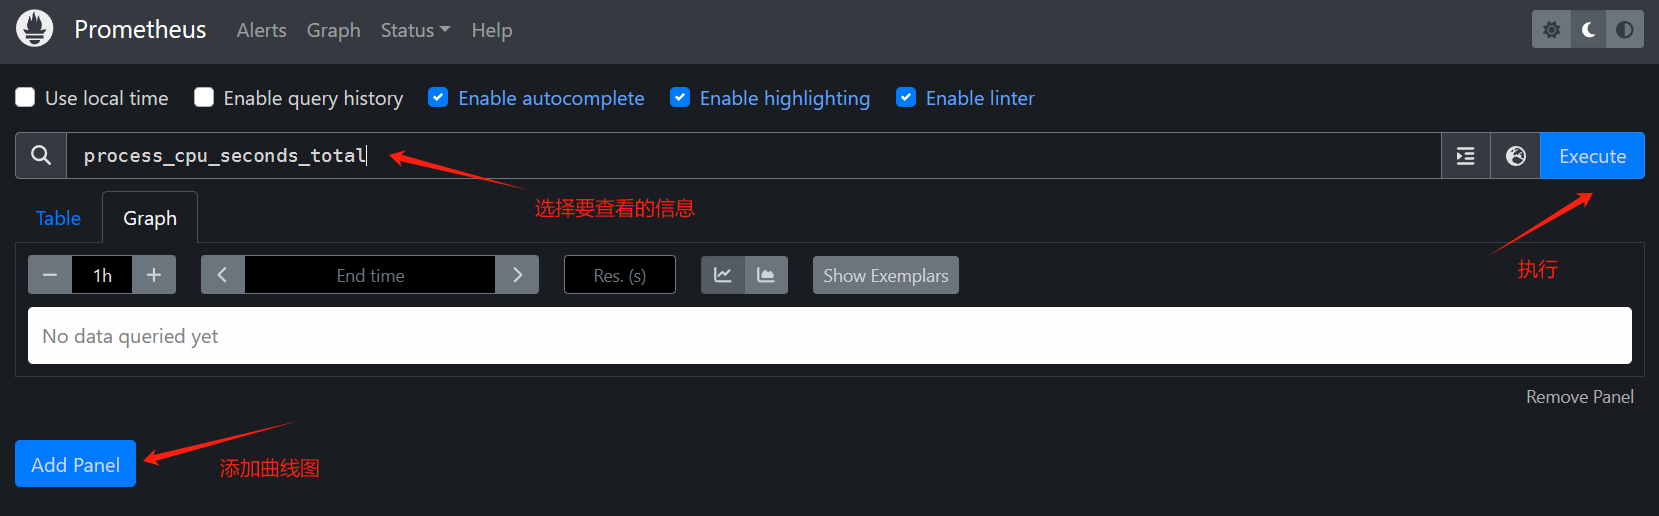 Prometheus Alerts Graph Status Help
Use local time Enable query history Enable autocomplete Enable highlighting Enable linter
process_cpu_seconds_total Execute
选择要查看的信息
Table Graph
执行
1h End time Res. (s) Show Exemplars
No data queried yet
Remove Panel
Add Panel
添加曲线图